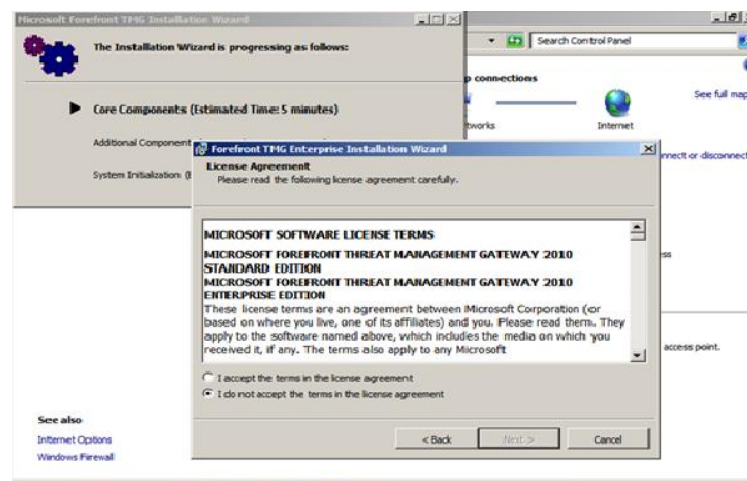 Microsoft Forefront TMG Installation Wizard
The Installation Wizard is progressing as follows:
Core Components (Estimated Time: 5 minutes)
Additional Component
System Initialization (E
Search Control Panel
p connections
See full map
tworks
Internet
nnect or disconnect
ess
access point.
Forefront TMG Enterprise Installation Wizard
License Agreement
Please read the following license agreement carefully.
MICROSOFT SOFTWARE LICENSE TERMS
MICROSOFT FOREFRONT THREAT MANAGEMENT GATEWAY 2010
STANDARD EDITION
MICROSOFT FOREFRONT THREAT MANAGEMENT GATEWAY 2010
ENTERPRISE EDITION
These license terms are an agreement between Microsoft Corporation (or
based on where you live, one of its affiliates) and you. Please read them. They
apply to the software named above, which includes the media on which you
received it, if any. The terms also apply to any Microsoft
I accept the terms in the license agreement
I do not accept the terms in the license agreement
< Back
Next >
Cancel
See also
Internet Options
Windows Firewall